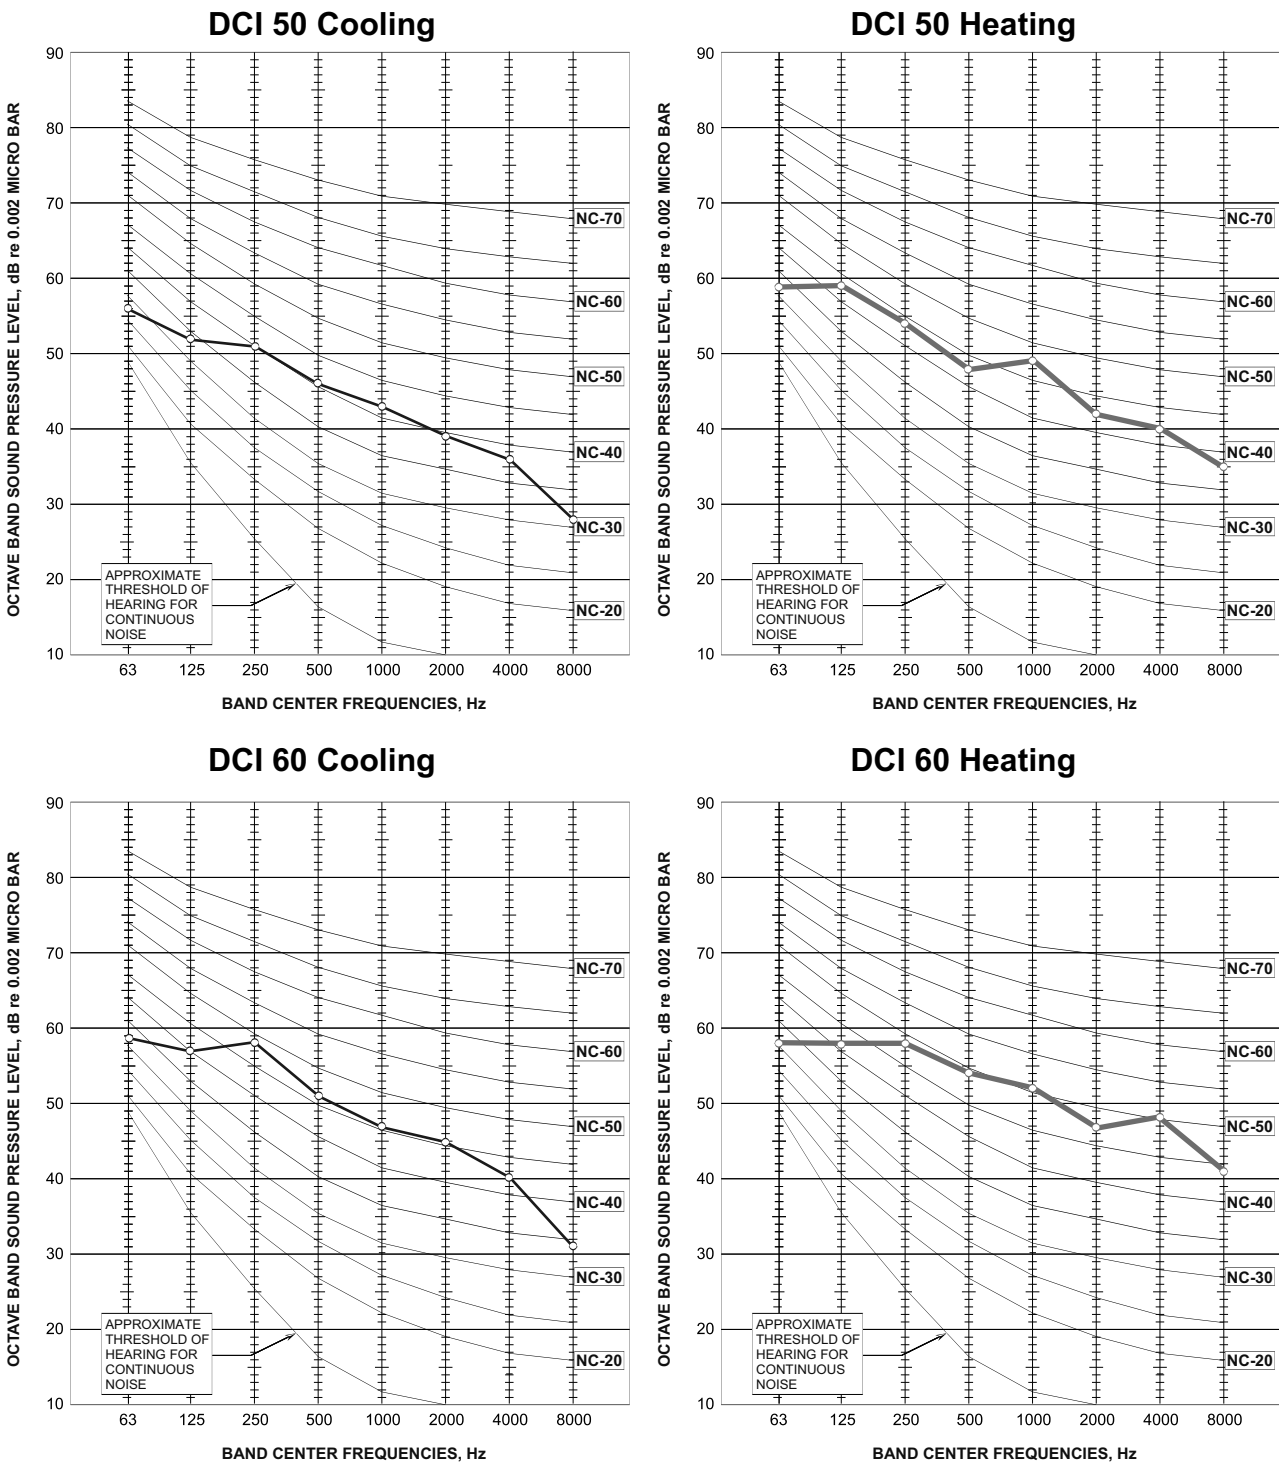 DCI 50 Cooling
OCTAVE BAND SOUND PRESSURE LEVEL, dB re 0.002 MICRO BAR
90
80
70
60
50
40
30
20
10
NC-70
NC-60
NC-50
NC-40
NC-30
NC-20
APPROXIMATE
THRESHOLD OF
HEARING FOR
CONTINUOUS
NOISE
63 125 250 500 1000 2000 4000 8000
BAND CENTER FREQUENCIES, Hz
DCI 50 Heating
OCTAVE BAND SOUND PRESSURE LEVEL, dB re 0.002 MICRO BAR
90
80
70
60
50
40
30
20
10
NC-70
NC-60
NC-50
NC-40
NC-30
NC-20
APPROXIMATE
THRESHOLD OF
HEARING FOR
CONTINUOUS
NOISE
63 125 250 500 1000 2000 4000 8000
BAND CENTER FREQUENCIES, Hz
DCI 60 Cooling
OCTAVE BAND SOUND PRESSURE LEVEL, dB re 0.002 MICRO BAR
90
80
70
60
50
40
30
20
10
NC-70
NC-60
NC-50
NC-40
NC-30
NC-20
APPROXIMATE
THRESHOLD OF
HEARING FOR
CONTINUOUS
NOISE
63 125 250 500 1000 2000 4000 8000
BAND CENTER FREQUENCIES, Hz
DCI 60 Heating
OCTAVE BAND SOUND PRESSURE LEVEL, dB re 0.002 MICRO BAR
90
80
70
60
50
40
30
20
10
NC-70
NC-60
NC-50
NC-40
NC-30
NC-20
APPROXIMATE
THRESHOLD OF
HEARING FOR
CONTINUOUS
NOISE
63 125 250 500 1000 2000 4000 8000
BAND CENTER FREQUENCIES, Hz